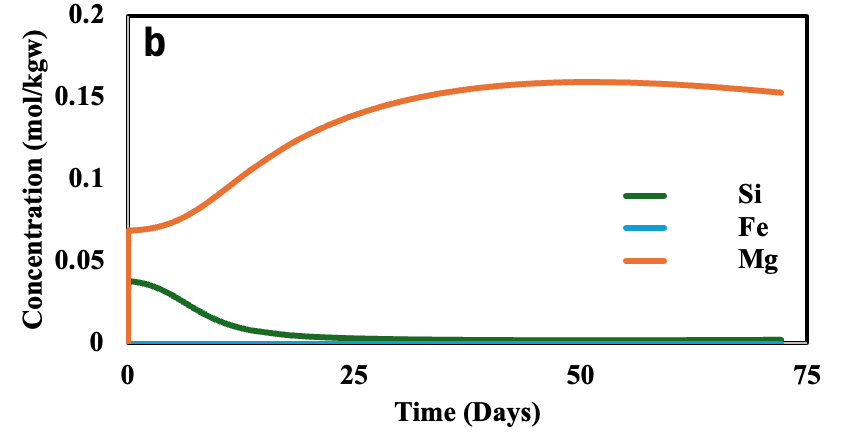 b
Concentration (mol/kgw)
0.2
0.15
0.1
0.05
0
0 25 50 75
Time (Days)
Si
Fe
Mg